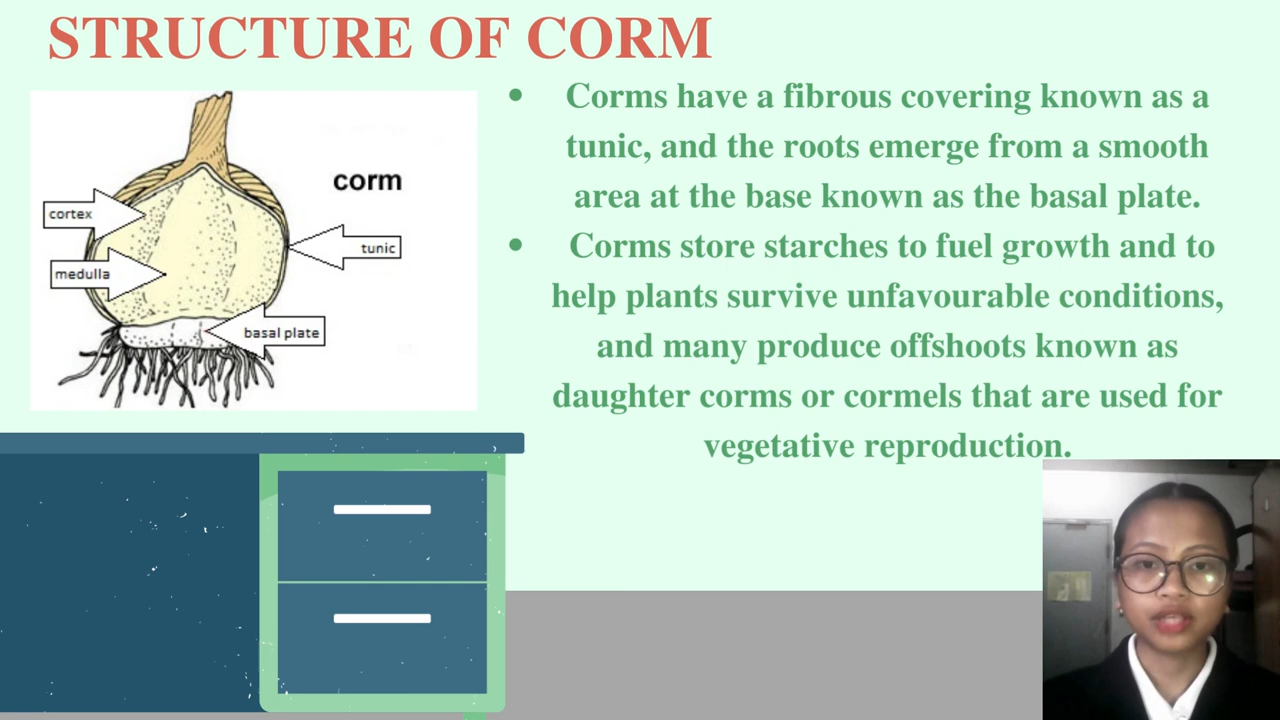 STRUCTURE OF CORM
corm
cortex
tunic
medulla
basal plate
• Corms have a fibrous covering known as a
tunic, and the roots emerge from a smooth
area at the base known as the basal plate.
• Corms store starches to fuel growth and to
help plants survive unfavourable conditions,
and many produce offshoots known as
daughter corms or cormels that are used for
vegetative reproduction.